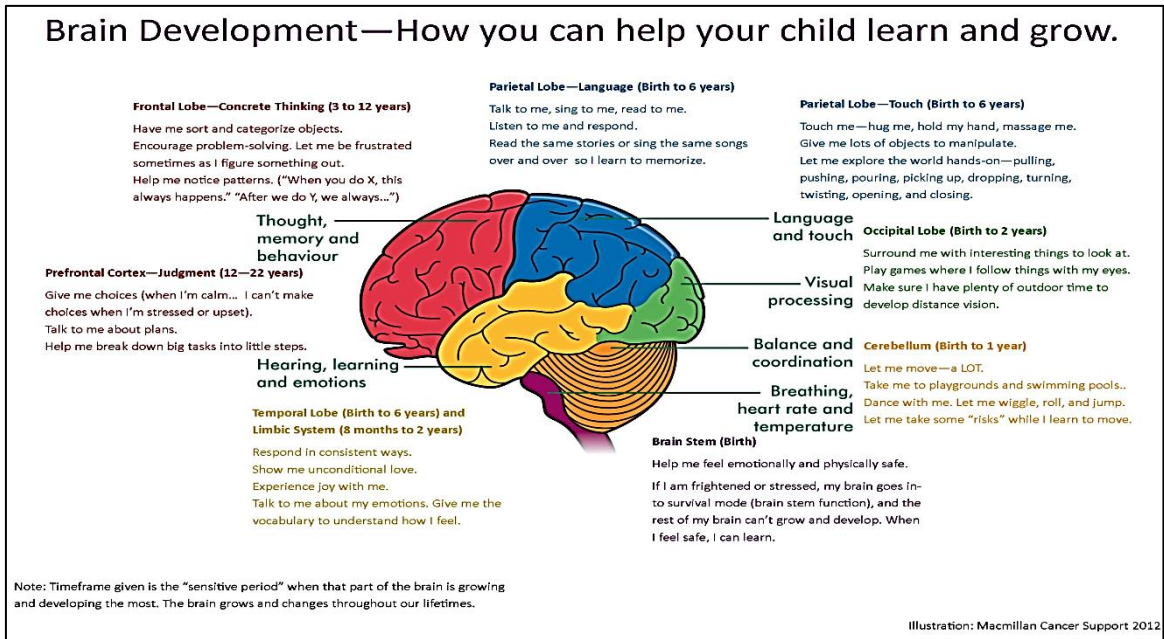 Brain Development—How you can help your child learn and grow.
Frontal Lobe—Concrete Thinking (3 to 12 years)
Have me sort and categorize objects.
Encourage problem-solving. Let me be frustrated
sometimes as I figure something out.
Help me notice patterns. ("When you do X, this
always happens." "After we do Y, we always...")
Parietal Lobe—Language (Birth to 6 years)
Talk to me, sing to me, read to me.
Listen to me and respond.
Read the same stories or sing the same songs
over and over so I learn to memorize.
Parietal Lobe—Touch (Birth to 6 years)
Touch me—hug me, hold my hand, massage me.
Give me lots of objects to manipulate.
Let me explore the world hands-on—pulling,
pushing, pouring, picking up, dropping, turning,
twisting, opening, and closing.
Thought,
memory and
behaviour
Language
and touch
Occipital Lobe (Birth to 2 years)
Surround me with interesting things to look at.
Play games where I follow things with my eyes.
Make sure I have plenty of outdoor time to
develop distance vision.
Prefrontal Cortex—Judgment (12—22 years)
Give me choices (when I'm calm... I can't make
choices when I'm stressed or upset).
Talk to me about plans.
Help me break down big tasks into little steps.
Visual
processing
Hearing, learning
and emotions
Balance and
coordination
Cerebellum (Birth to 1 year)
Let me move—a LOT.
Take me to playgrounds and swimming pools..
Dance with me. Let me wiggle, roll, and jump.
Let me take some "risks" while I learn to move.
Breathing,
heart rate and
temperature
Temporal Lobe (Birth to 6 years) and
Limbic System (8 months to 2 years)
Respond in consistent ways.
Show me unconditional love.
Experience joy with me.
Talk to me about my emotions. Give me the
vocabulary to understand how I feel.
Brain Stem (Birth)
Help me feel emotionally and physically safe.
If I am frightened or stressed, my brain goes in-
to survival mode (brain stem function), and the
rest of my brain can't grow and develop. When
I feel safe, I can learn.
Note: Timeframe given is the "sensitive period" when that part of the brain is growing
and developing the most. The brain grows and changes throughout our lifetimes.
Illustration: Macmillan Cancer Support 2012